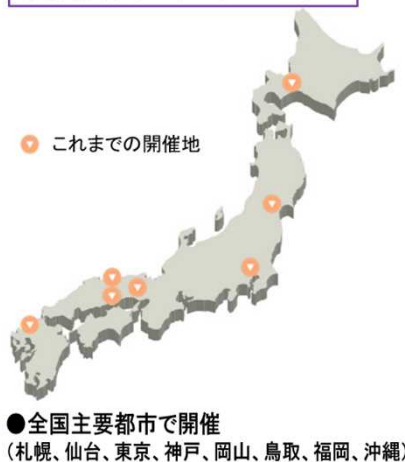 これまでの開催地
●全国主要都市で開催
(札幌、仙台、東京、神戸、岡山、鳥取、福岡、沖縄)